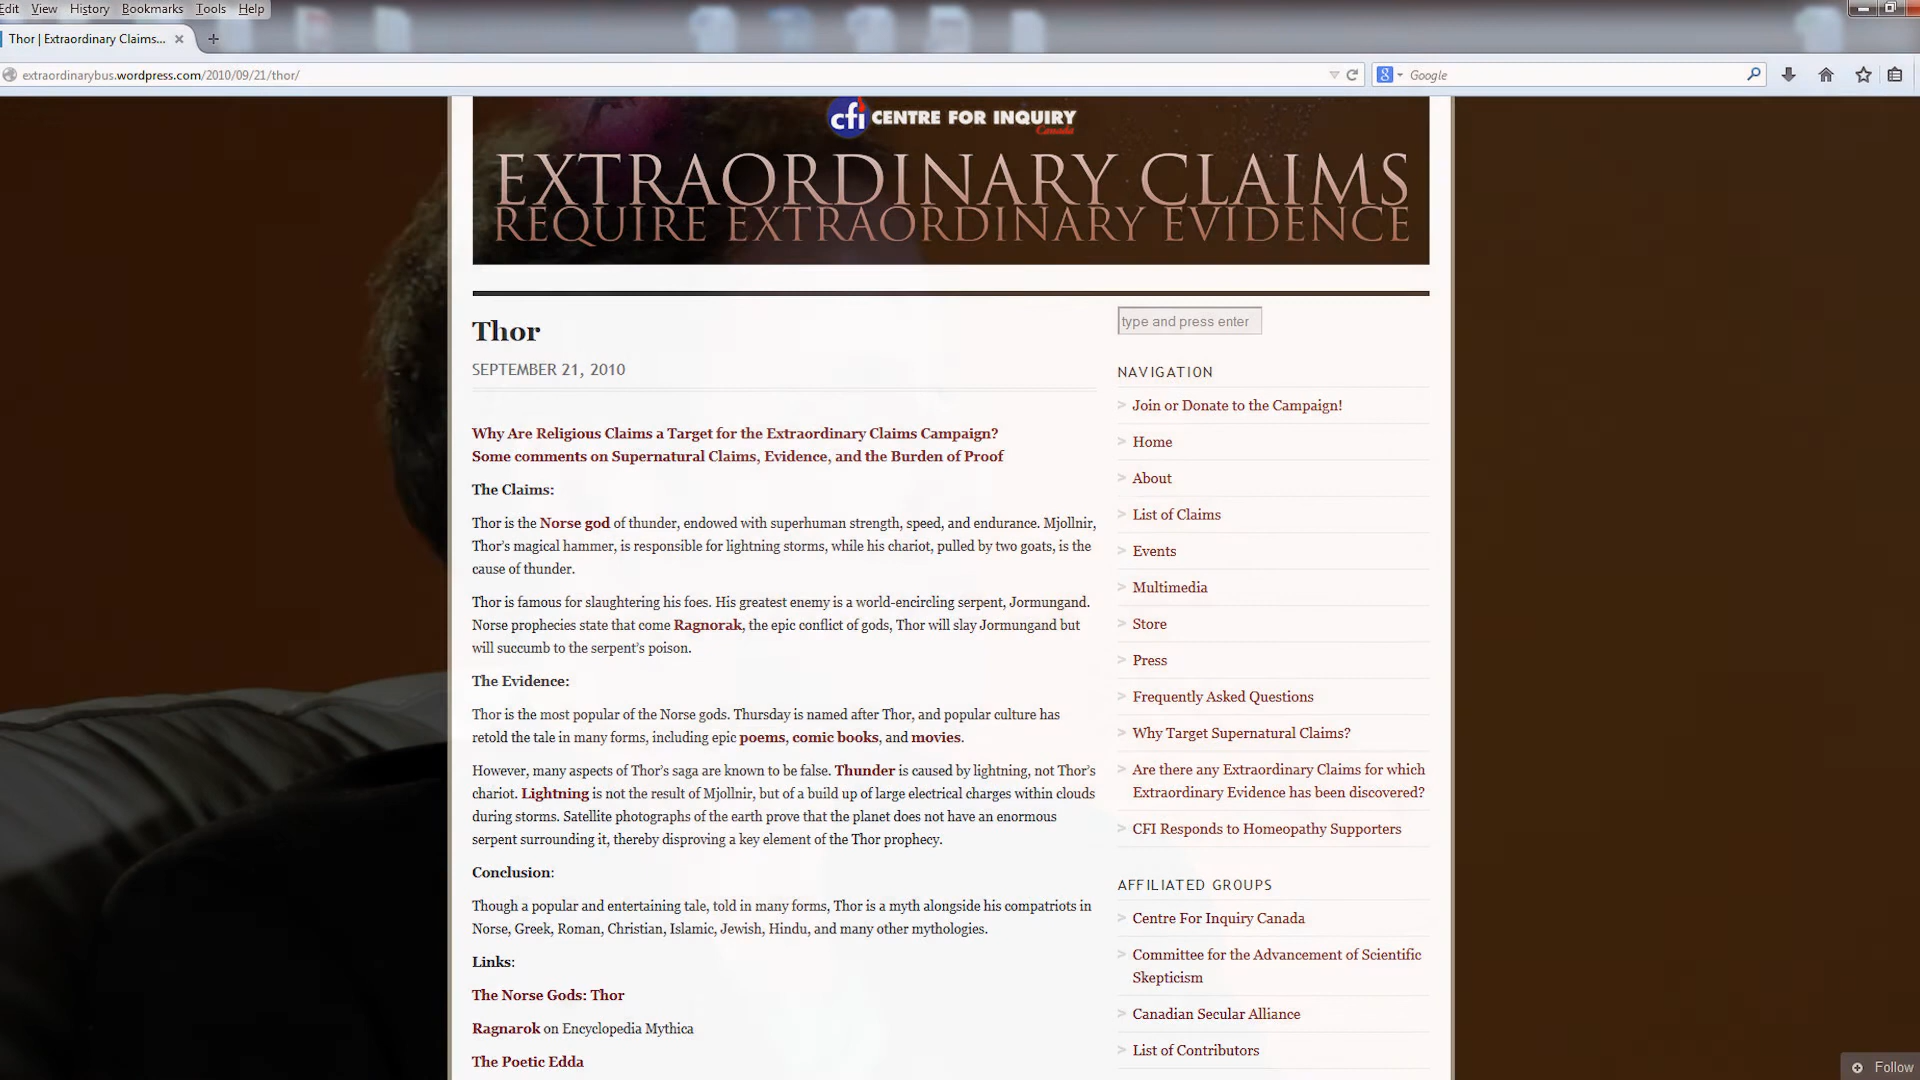 Edit View History Bookmarks Tools Help
Thor | Extraordinary Claims...
extraordinarybus.wordpress.com/2010/09/21/thor/
Google
cfi CENTRE FOR INQUIRY
Canada
EXTRAORDINARY CLAIMS
REQUIRE EXTRAORDINARY EVIDENCE
Thor
SEPTEMBER 21, 2010
Why Are Religious Claims a Target for the Extraordinary Claims Campaign?
Some comments on Supernatural Claims, Evidence, and the Burden of Proof
The Claims:
Thor is the Norse god of thunder, endowed with superhuman strength, speed, and endurance. Mjollnir,
Thor's magical hammer, is responsible for lightning storms, while his chariot, pulled by two goats, is the
cause of thunder.
Thor is famous for slaughtering his foes. His greatest enemy is a world-encircling serpent, Jormungand.
Norse prophecies state that come Ragnorak, the epic conflict of gods, Thor will slay Jormungand but
will succumb to the serpent's poison.
The Evidence:
Thor is the most popular of the Norse gods. Thursday is named after Thor, and popular culture has
retold the tale in many forms, including epic poems, comic books, and movies.
However, many aspects of Thor's saga are known to be false. Thunder is caused by lightning, not Thor's
chariot. Lightning is not the result of Mjollnir, but of a build up of large electrical charges within clouds
during storms. Satellite photographs of the earth prove that the planet does not have an enormous
serpent surrounding it, thereby disproving a key element of the Thor prophecy.
Conclusion:
Though a popular and entertaining tale, told in many forms, Thor is a myth alongside his compatriots in
Norse, Greek, Roman, Christian, Islamic, Jewish, Hindu, and many other mythologies.
Links:
The Norse Gods: Thor
Ragnarok on Encyclopedia Mythica
The Poetic Edda
type and press enter
NAVIGATION
> Join or Donate to the Campaign!
> Home
> About
> List of Claims
> Events
> Multimedia
> Store
> Press
> Frequently Asked Questions
> Why Target Supernatural Claims?
> Are there any Extraordinary Claims for which
Extraordinary Evidence has been discovered?
> CFI Responds to Homeopathy Supporters
AFFILIATED GROUPS
> Centre For Inquiry Canada
> Committee for the Advancement of Scientific
Skepticism
> Canadian Secular Alliance
> List of Contributors
Follow